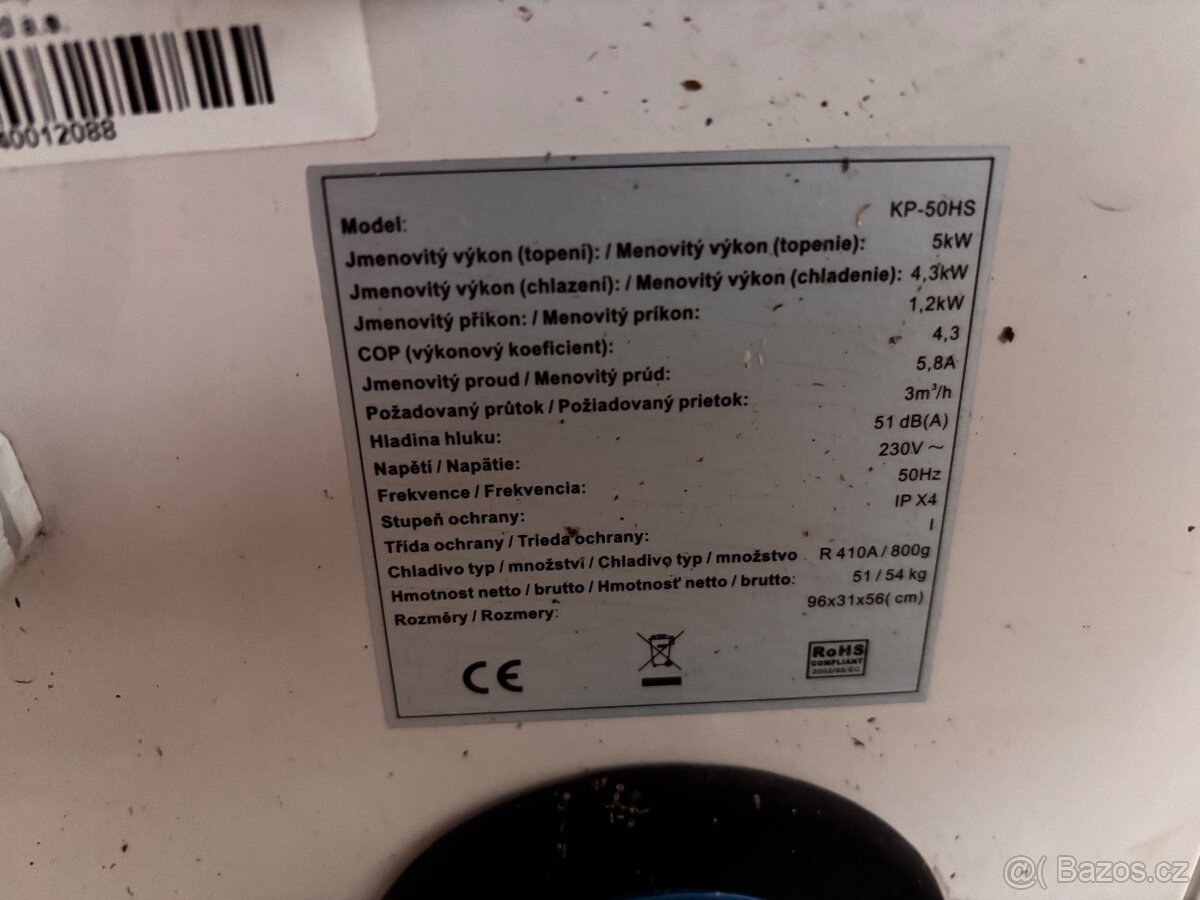 a.s.
40012088
Model: KP-50HS
Jmenovitý výkon (topení): / Menovitý výkon (topenie): 5kW
Jmenovitý výkon (chlazení): / Menovitý výkon (chladenie): 4,3kW
Jmenovitý příkon: / Menovitý príkon: 1,2kW
COP (výkonový koeficient): 4,3
Jmenovitý proud / Menovitý prúd: 5,8A
Požadovaný průtok / Požiadovaný prietok: 3m³/h
Hladina hluku: 51 dB(A)
Napětí / Napätie: 230V ~
Frekvence / Frekvencia: 50Hz
Stupeň ochrany: IP X4
Třída ochrany / Trieda ochrany: I
Chladivo typ / množství / Chladivo typ / množstvo R 410A / 800g
Hmotnost netto / brutto / Hmotnosť netto / brutto: 51 / 54 kg
Rozměry / Rozmery: 96x31x56( cm)
CE
RoHS
COMPLIANT
2002/95/EC
@( Bazos.cz